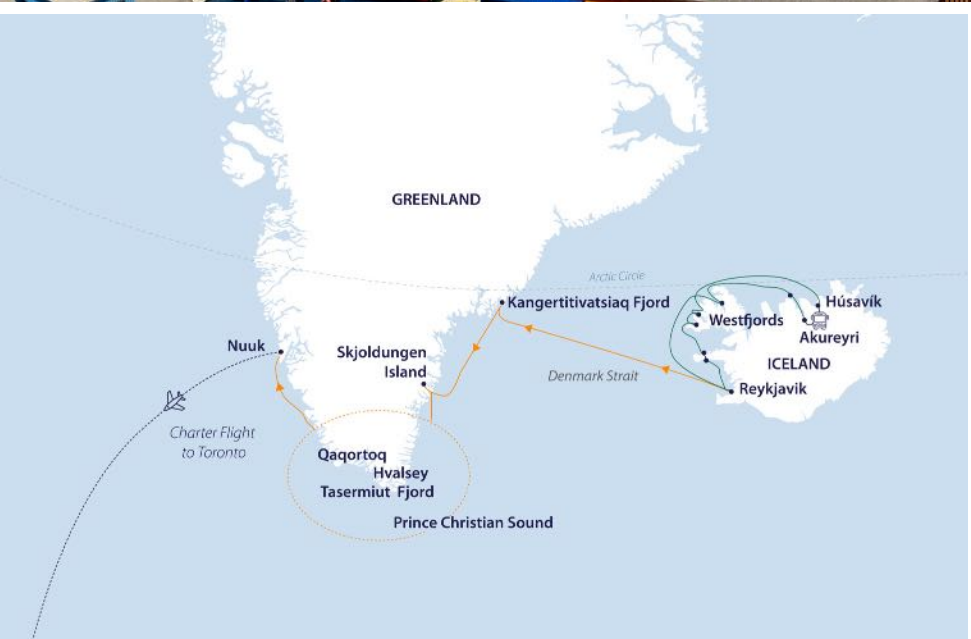 GREENLAND
Arctic Circle
Kangertitivatsiaq Fjord
Húsavík
Westfjords
Akureyri
Nuuk
Skjoldungen
Island
ICELAND
Denmark Strait
Reykjavik
Charter Flight
to Toronto
Qaqortoq
Hvalsey
Tasermiut Fjord
Prince Christian Sound